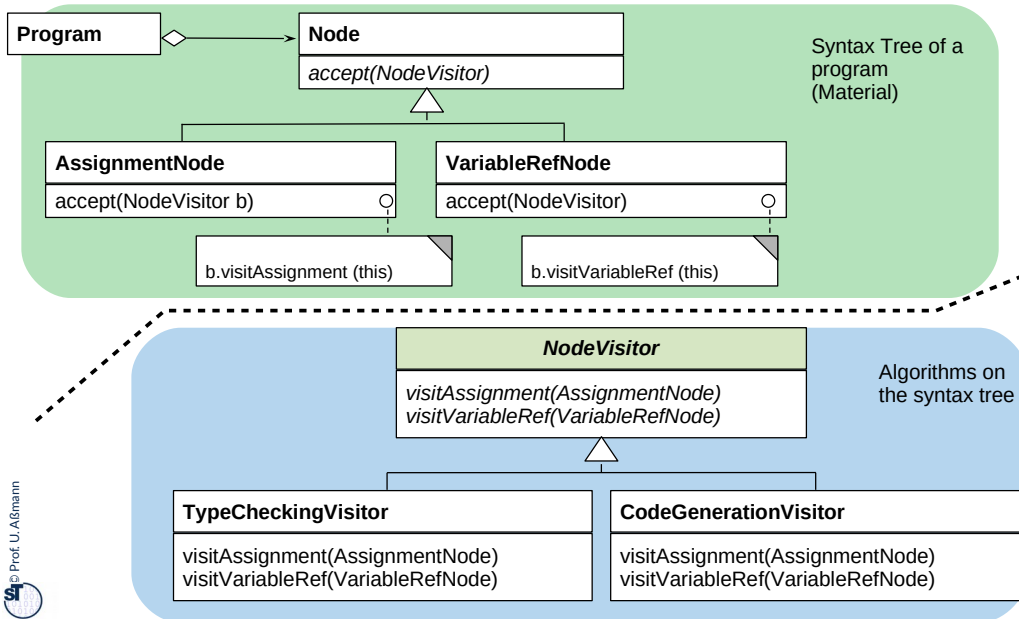 Program
Node
accept(NodeVisitor)
Syntax Tree of a
program
(Material)
AssignmentNode
accept(NodeVisitor b)
VariableRefNode
accept(NodeVisitor)
b.visitAssignment (this)
b.visitVariableRef (this)
NodeVisitor
visitAssignment(AssignmentNode)
visitVariableRef(VariableRefNode)
Algorithms on
the syntax tree
TypeCheckingVisitor
visitAssignment(AssignmentNode)
visitVariableRef(VariableRefNode)
CodeGenerationVisitor
visitAssignment(AssignmentNode)
visitVariableRef(VariableRefNode)
© Prof. U. Aßmann
ST